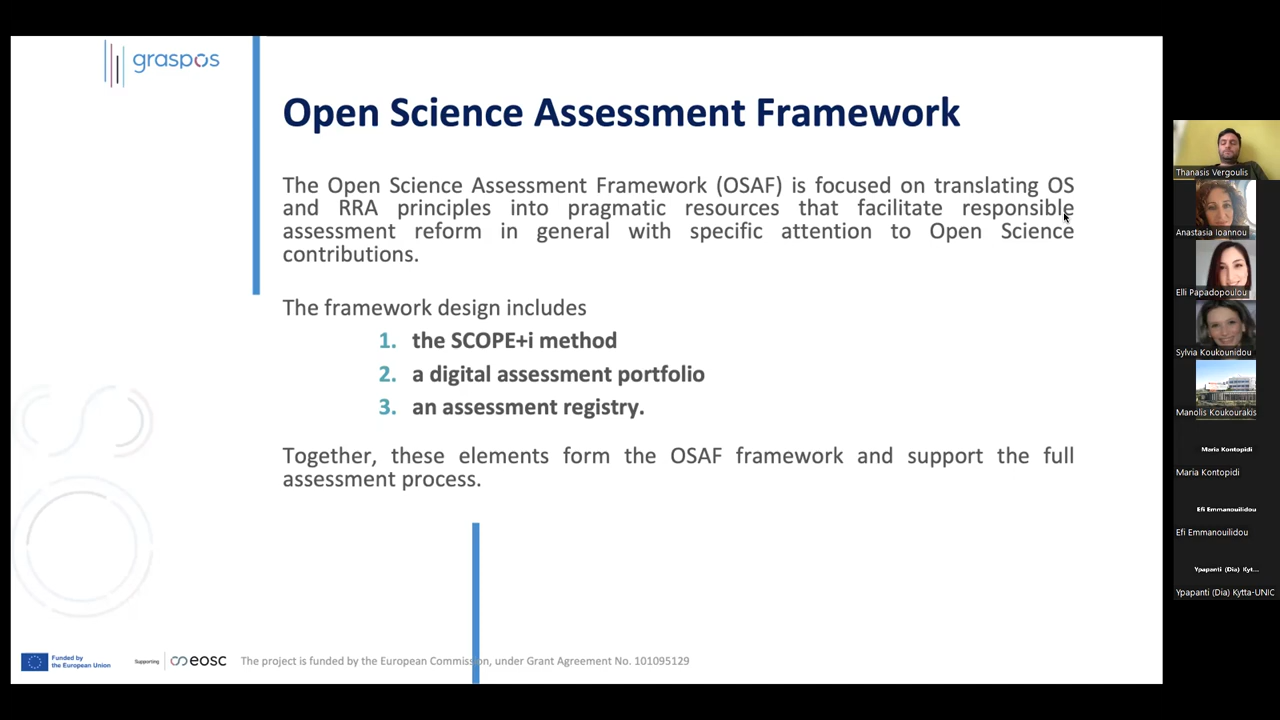 graspos
Open Science Assessment Framework
The Open Science Assessment Framework (OSAF) is focused on translating OS
and RRA principles into pragmatic resources that facilitate responsible
assessment reform in general with specific attention to Open Science
contributions.
The framework design includes
1. the SCOPE+i method
2. a digital assessment portfolio
3. an assessment registry.
Together, these elements form the OSAF framework and support the full
assessment process.
Funded by
the European Union
Supporting
eosc
The project is funded by the European Commission, under Grant Agreement No. 101095129
Thanasis Vergoulis
Anastasia Ioannou
Elli Papadopoulou
Sylvia Koukounidou
Manolis Koukourakis
Maria Kontopidi
Maria Kontopidi
Efi Emmanouilidou
Efi Emmanouilidou
Ypapanti (Dia) Kyt...
Ypapanti (Dia) Kytta-UNIC